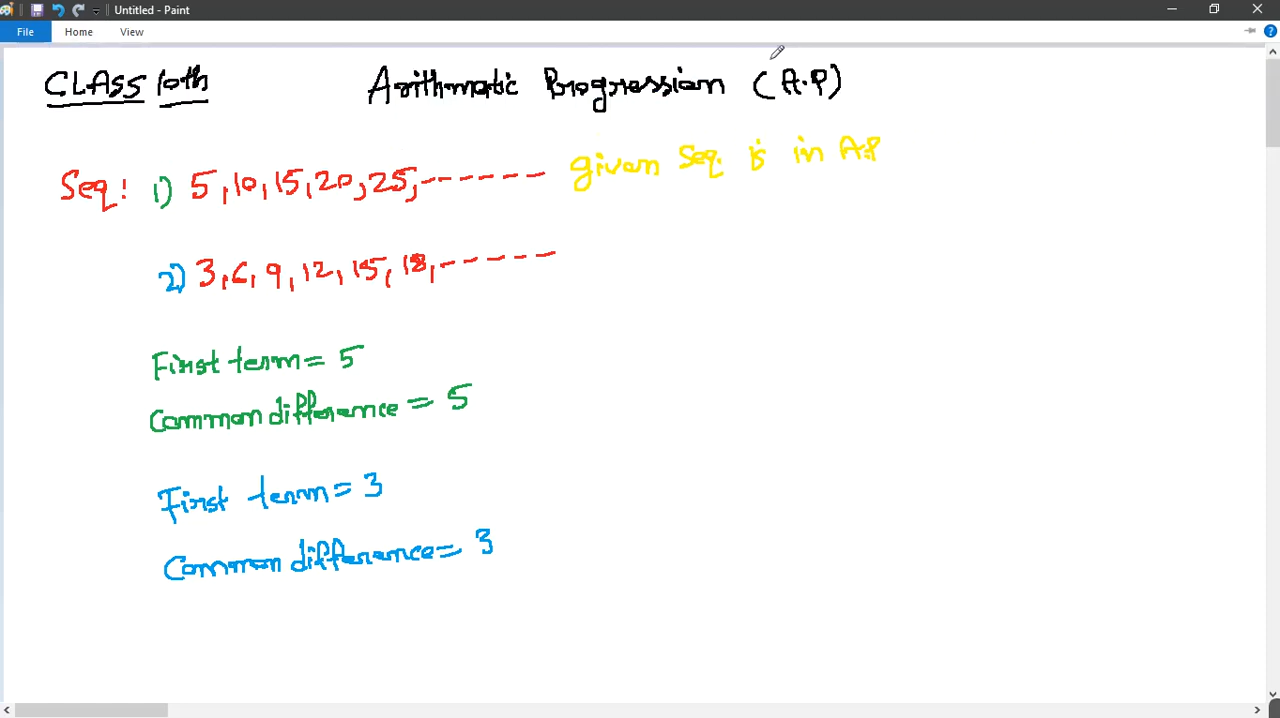 Untitled - Paint
File Home View
CLASS 10th Arithmatic Progression (A.P)
Seq: 1) 5, 10, 15, 20, 25, ------ given Seq. is in A.P
2) 3, 6, 9, 12, 15, 18, ------
First term = 5
Common difference = 5
First term = 3
Common difference = 3